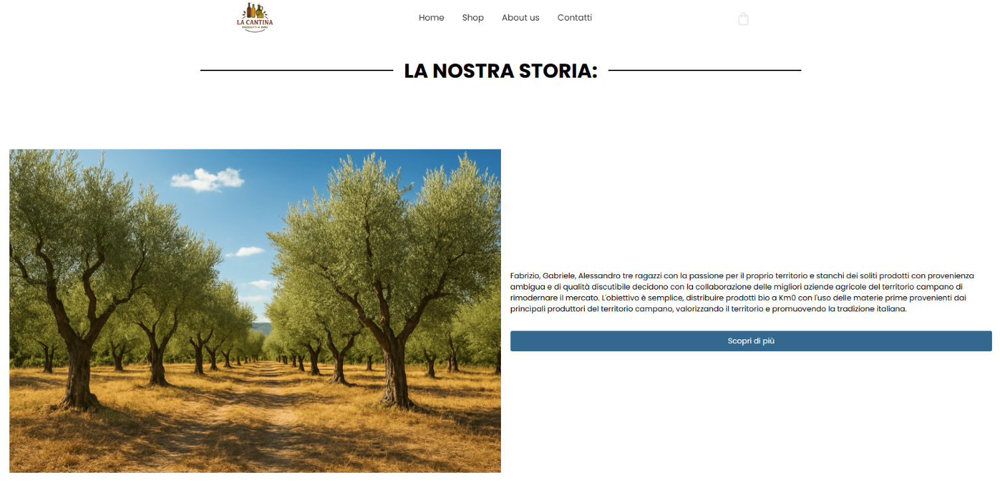 LA CANTINA
PRODOTTI A KM0
Home
Shop
About us
Contatti
LA NOSTRA STORIA:
Fabrizio, Gabriele, Alessandro tre ragazzi con la passione per il proprio territorio e stanchi dei soliti prodotti con provenienza
ambigua e di qualità discutibile decidono con la collaborazione delle migliori aziende agricole del territorio campano di
rimodernare il mercato. L'obiettivo è semplice, distribuire prodotti bio a Km0 con l'uso delle materie prime provenienti dai
principali produttori del territorio campano, valorizzando il territorio e promuovendo la tradizione italiana.
Scopri di più